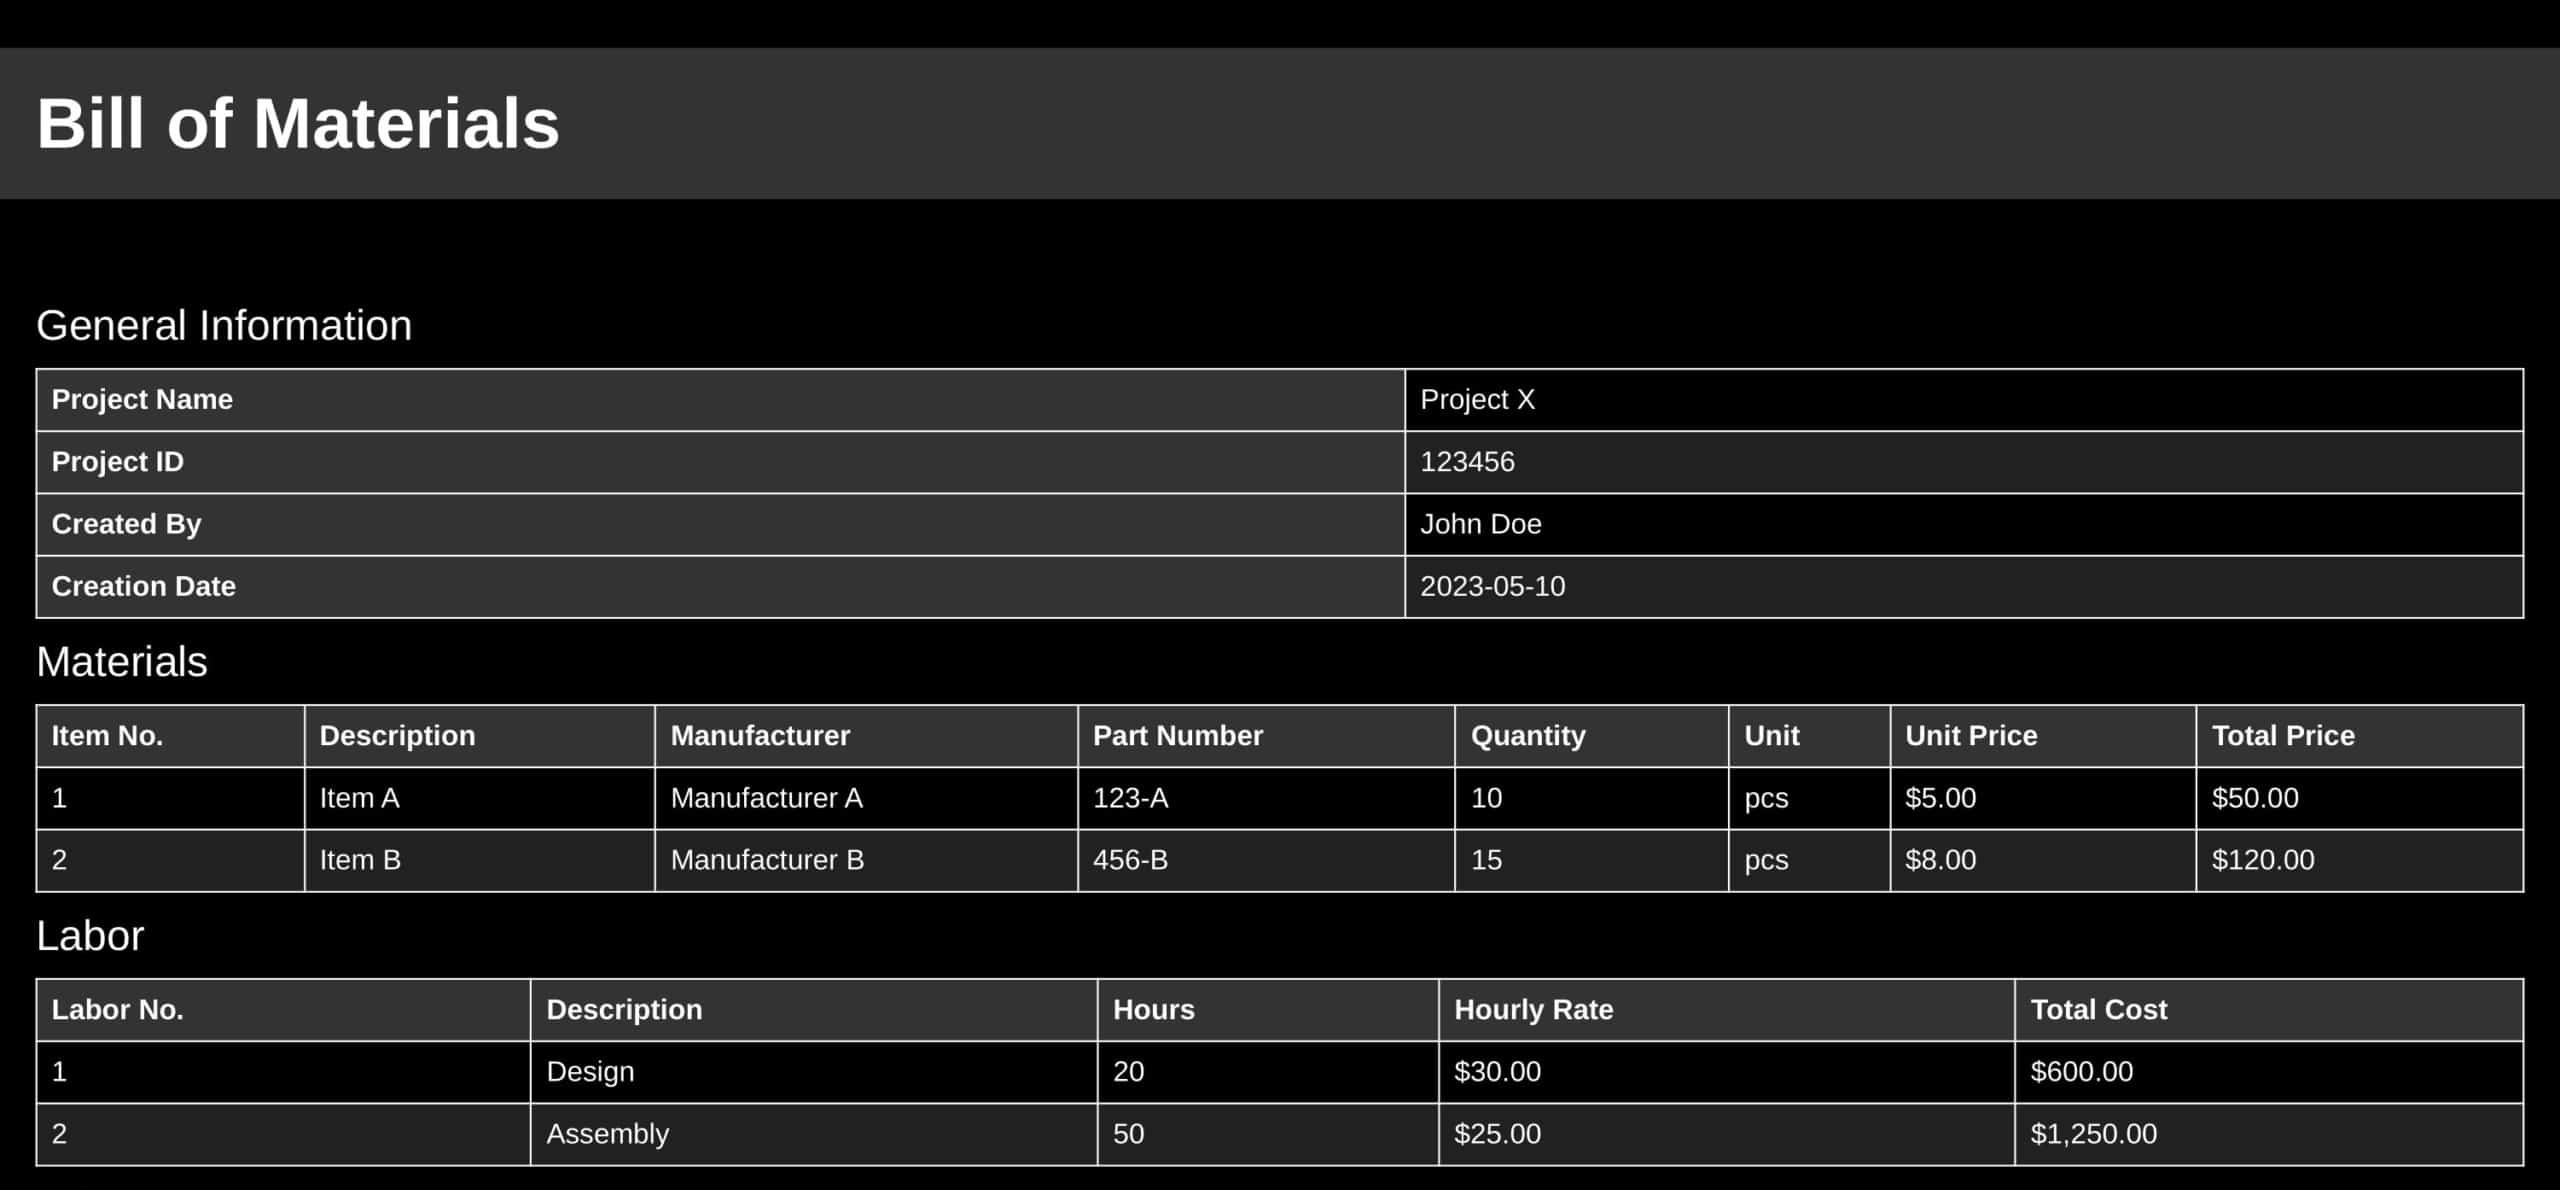 Bill of Materials
General Information
Project Name Project X
Project ID 123456
Created By John Doe
Creation Date 2023-05-10
Materials
Item No. Description Manufacturer Part Number Quantity Unit Unit Price Total Price
1 Item A Manufacturer A 123-A 10 pcs $5.00 $50.00
2 Item B Manufacturer B 456-B 15 pcs $8.00 $120.00
Labor
Labor No. Description Hours Hourly Rate Total Cost
1 Design 20 $30.00 $600.00
2 Assembly 50 $25.00 $1,250.00